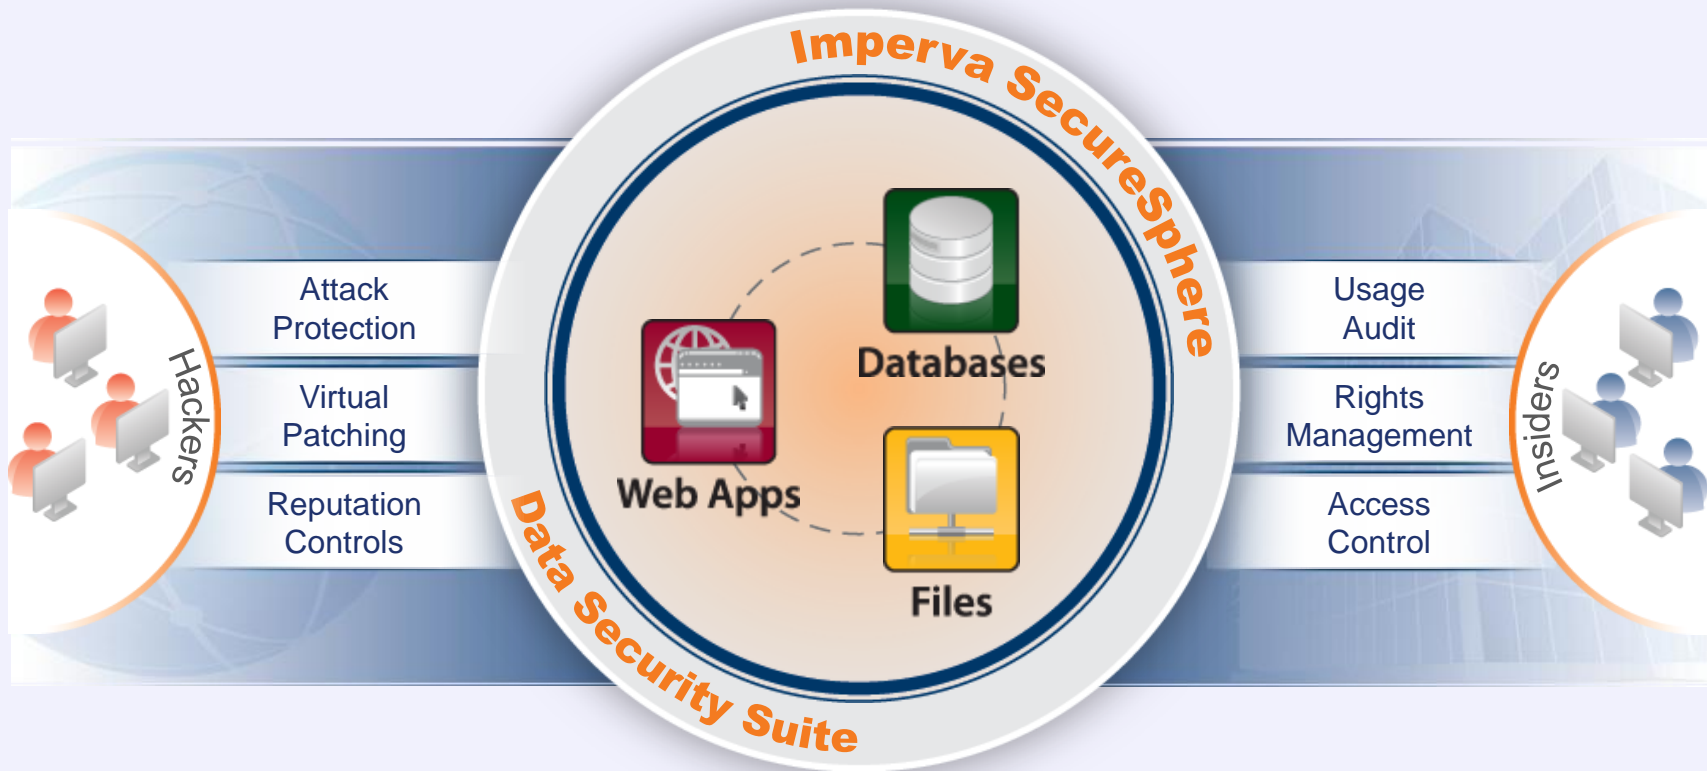 Imperva SecureSphere
Hackers
Attack
Protection
Virtual
Patching
Reputation
Controls
Databases
Web Apps
Files
Usage
Audit
Rights
Management
Access
Control
Insiders
Data Security Suite